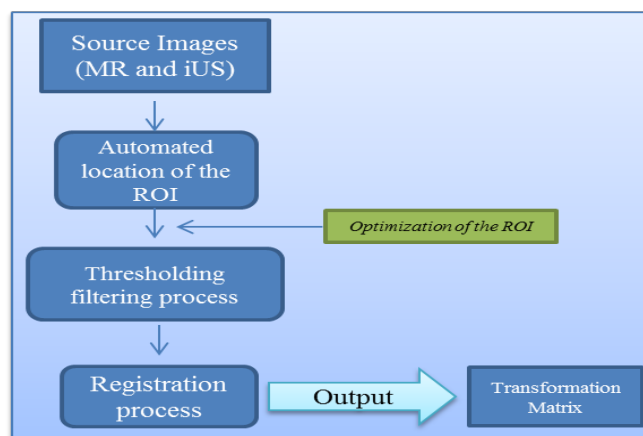 Source Images
(MR and iUS)
Automated
location of the
ROI
Optimization of the ROI
Thresholding
filtering process
Registration
process
Output
Transformation
Matrix